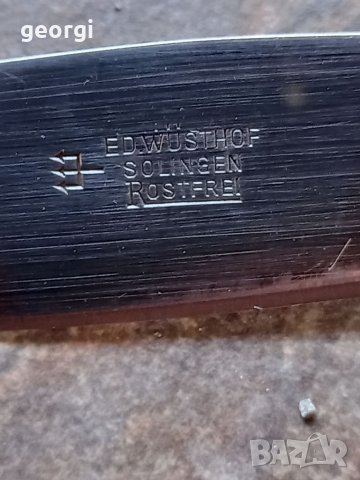 georgi
ED.WÜSTHOF
SOLINGEN
ROSTFREI
BAZAR